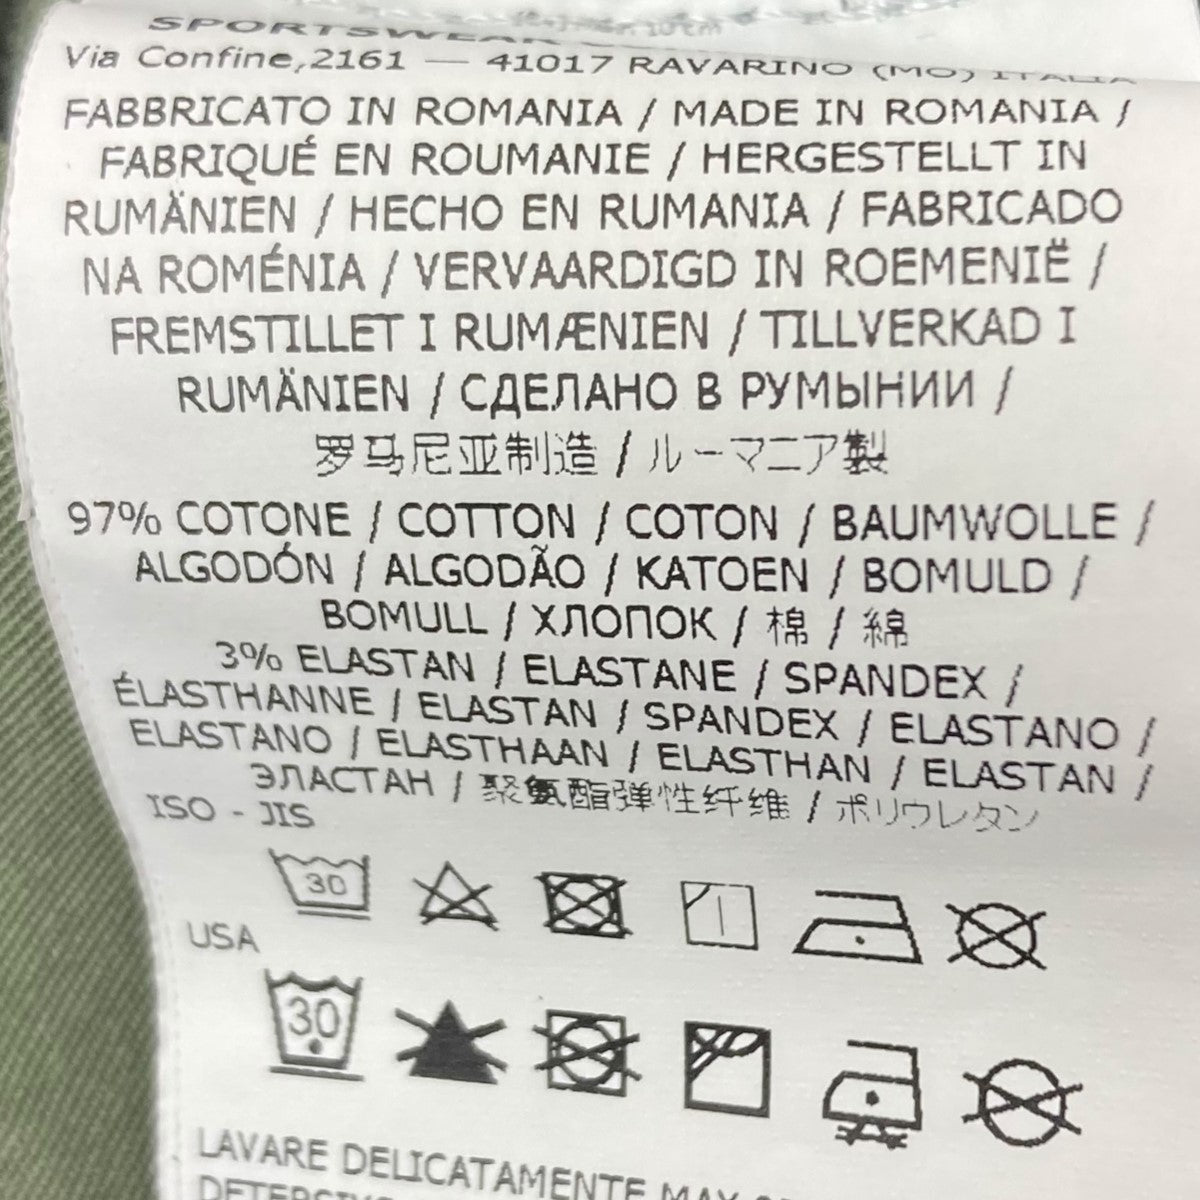 SPORTSWEAR
Via Confine,2161 — 41017 RAVARINO (MO) ITALIA
FABBRICATO IN ROMANIA / MADE IN ROMANIA /
FABRIQUÉ EN ROUMANIE / HERGESTELLT IN
RUMÄNIEN / HECHO EN RUMANIA / FABRICADO
NA ROMÉNIA / VERVAARDIGD IN ROEMENIË /
FREMSTILLET I RUMÆNIEN / TILLVERKAD I
RUMÄNIEN / СДЕЛАНО В РУМЫНИИ /
罗马尼亚制造 / ルーマニア製
97% COTONE / COTTON / COTON / BAUMWOLLE /
ALGODÓN / ALGODÃO / KATOEN / BOMULD /
BOMULL / ХЛОПОК / 棉 / 綿
3% ELASTAN / ELASTANE / SPANDEX /
ÉLASTHANNE / ELASTAN / SPANDEX / ELASTANO /
ELASTANO / ELASTHAAN / ELASTHAN / ELASTAN /
ЭЛАСТАН / 聚氨酯弹性纤维 / ポリウレタン
ISO - JIS
30
USA
30
LAVARE DELICATAMENTE MAX